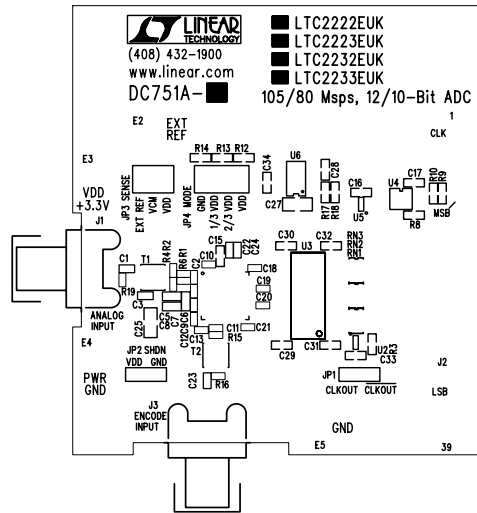 LINEAR
TECHNOLOGY
(408) 432-1900
www.linear.com
DC751A-
LTC2222EUK
LTC2223EUK
LTC2232EUK
LTC2233EUK
105/80 Msps, 12/10-Bit ADC
E2
EXT
REF
1
CLK
R14 R13 R12
C34
U6
C28
C17
R10
R9
E3
VDD
+3.3V
JP3 SENSE
EXT REF
VCM
VDD
JP4 MODE
GND
1/3 VDD
2/3 VDD
VDD
C27
R17
R18
C16
U5
U4
R8
MSB
J1
C1
R19
T1
R4
R2
R6
R1
C2
C15
C10
C22
C24
C18
C19
C20
C30
U3
C32
RN3
RN2
RN1
ANALOG
INPUT
C3
C25
C5
C8
C7
C12
C9
C6
C13
C11
R15
C21
T2
C29
C31
U2
R3
C33
E4
JP2 SHDN
VDD GND
PWR
GND
C23
R16
JP1
CLKOUT CLKOUT
J2
LSB
J3
ENCODE
INPUT
GND
E5
39